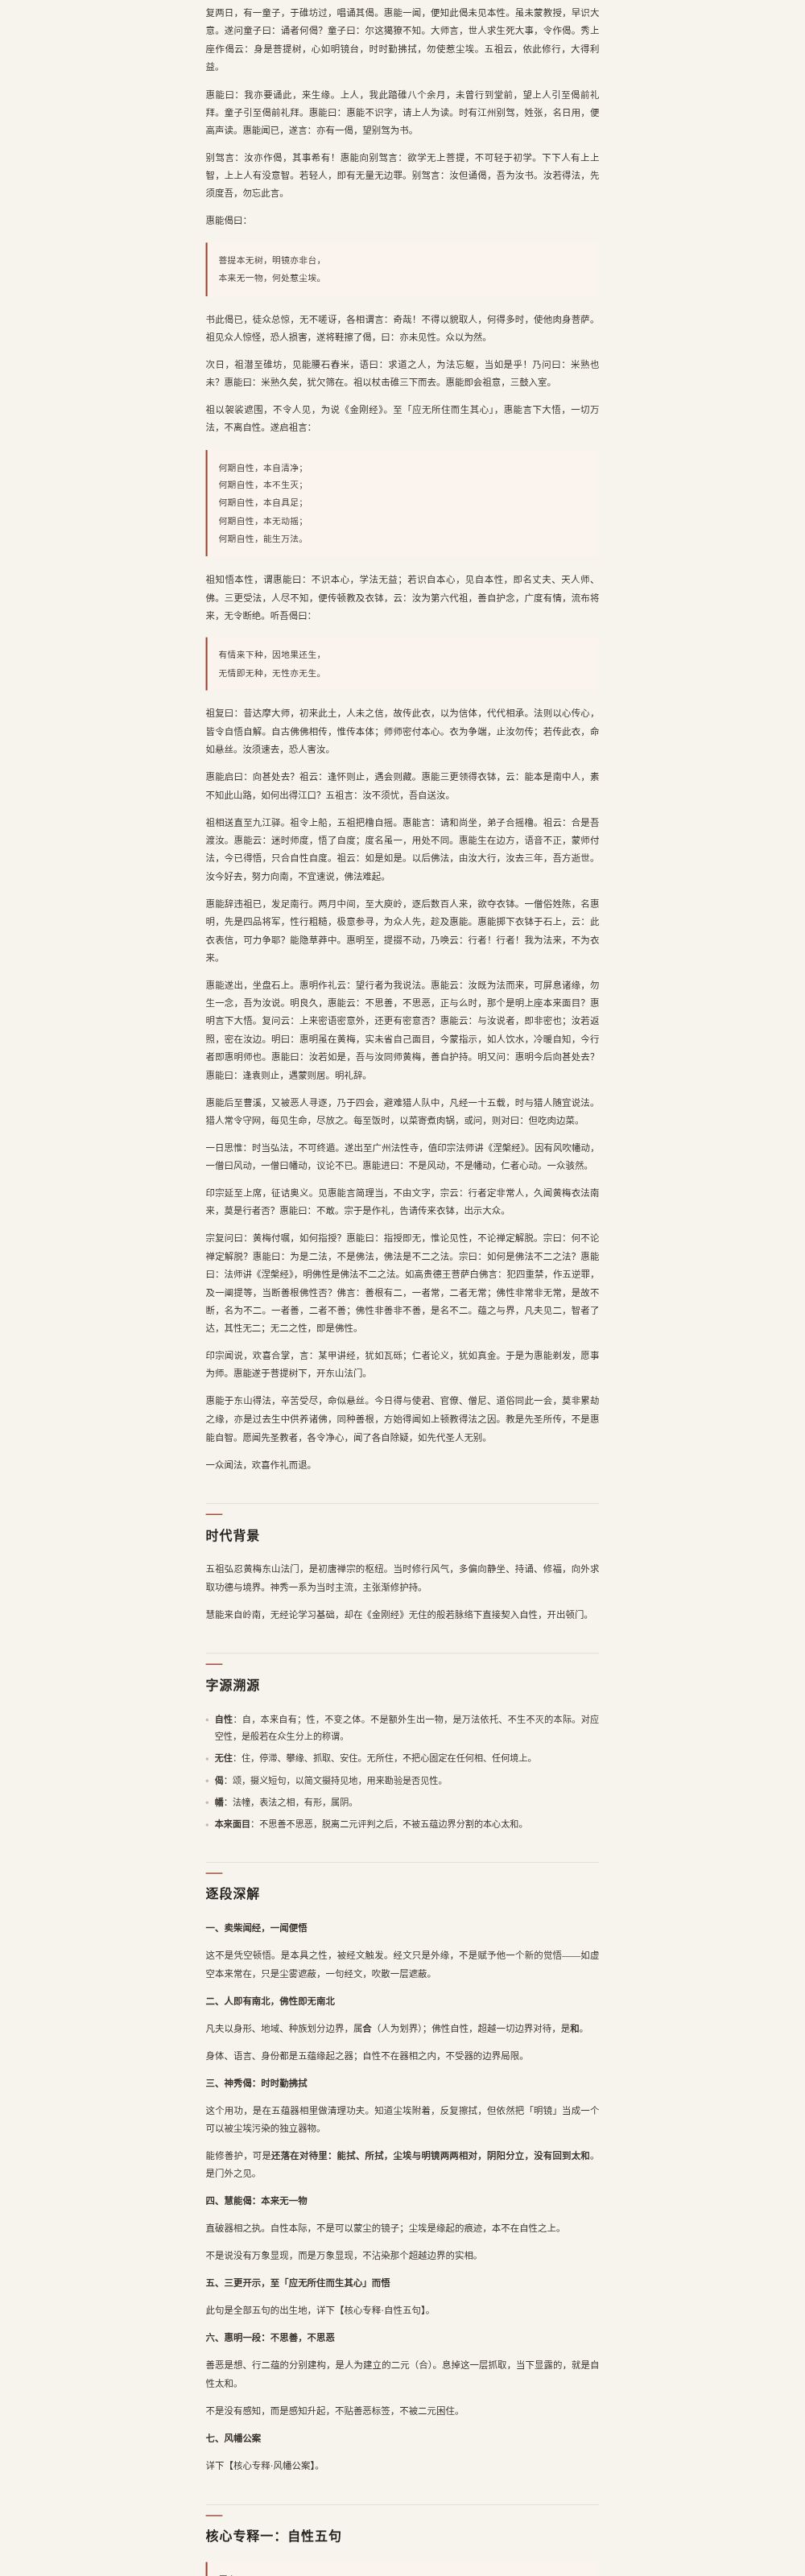 复两日，有一童子，于碓坊过，唱诵其偈。惠能一闻，便知此偈未见本性。虽未蒙教授，早识大
意。遂问童子曰：诵者何偈？童子曰：尔这獦獠不知。大师言，世人求生死大事，令作偈。秀上
座作偈云：身是菩提树，心如明镜台，时时勤拂拭，勿使惹尘埃。五祖云，依此修行，大得利
益。
惠能曰：我亦要诵此，来生缘。上人，我此踏碓八个余月，未曾行到堂前，望上人引至偈前礼
拜。童子引至偈前礼拜。惠能曰：惠能不识字，请上人为读。时有江州别驾，姓张，名日用，便
高声读。惠能闻已，遂言：亦有一偈，望别驾为书。
别驾言：汝亦作偈，其事希有！惠能向别驾言：欲学无上菩提，不可轻于初学。下下人有上上
智，上上人有没意智。若轻人，即有无量无边罪。别驾言：汝但诵偈，吾为汝书。汝若得法，先
须度吾，勿忘此言。
惠能偈曰：
菩提本无树，明镜亦非台，
本来无一物，何处惹尘埃。
书此偈已，徒众总惊，无不嗟讶，各相谓言：奇哉！不得以貌取人，何得多时，使他肉身菩萨。
祖见众人惊怪，恐人损害，遂将鞋擦了偈，曰：亦未见性。众以为然。
次日，祖潜至碓坊，见能腰石舂米，语曰：求道之人，为法忘躯，当如是乎！乃问曰：米熟也
未？惠能曰：米熟久矣，犹欠筛在。祖以杖击碓三下而去。惠能即会祖意，三鼓入室。
祖以袈裟遮围，不令人见，为说《金刚经》。至「应无所住而生其心」，惠能言下大悟，一切万
法，不离自性。遂启祖言：
何期自性，本自清净；
何期自性，本不生灭；
何期自性，本自具足；
何期自性，本无动摇；
何期自性，能生万法。
祖知悟本性，谓惠能曰：不识本心，学法无益；若识自本心，见自本性，即名丈夫、天人师、
佛。三更受法，人尽不知，便传顿教及衣钵，云：汝为第六代祖，善自护念，广度有情，流布将
来，无令断绝。听吾偈曰：
有情来下种，因地果还生，
无情即无种，无性亦无生。
祖复曰：昔达摩大师，初来此土，人未之信，故传此衣，以为信体，代代相承。法则以心传心，
皆令自悟自解。自古佛佛相传，惟传本体；师师密付本心。衣为争端，止汝勿传；若传此衣，命
如悬丝。汝须速去，恐人害汝。
惠能启曰：向甚处去？祖云：逢怀则止，遇会则藏。惠能三更领得衣钵，云：能本是南中人，素
不知此山路，如何出得江口？五祖言：汝不须忧，吾自送汝。
祖相送直至九江驿。祖令上船，五祖把橹自摇。惠能言：请和尚坐，弟子合摇橹。祖云：合是吾
渡汝。惠能云：迷时师度，悟了自度；度名虽一，用处不同。惠能生在边方，语音不正，蒙师付
法，今已得悟，只合自性自度。祖云：如是如是。以后佛法，由汝大行，汝去三年，吾方逝世。
汝今好去，努力向南，不宜速说，佛法难起。
惠能辞违祖已，发足南行。两月中间，至大庾岭，逐后数百人来，欲夺衣钵。一僧俗姓陈，名惠
明，先是四品将军，性行粗糙，极意参寻，为众人先，趁及惠能。惠能掷下衣钵于石上，云：此
衣表信，可力争耶？能隐草莽中。惠明至，提掇不动，乃唤云：行者！行者！我为法来，不为衣
来。
惠能遂出，坐盘石上。惠明作礼云：望行者为我说法。惠能云：汝既为法而来，可屏息诸缘，勿
生一念，吾为汝说。明良久，惠能云：不思善，不思恶，正与么时，那个是明上座本来面目？惠
明言下大悟。复问云：上来密语密意外，还更有密意否？惠能云：与汝说者，即非密也；汝若返
照，密在汝边。明曰：惠明虽在黄梅，实未省自己面目，今蒙指示，如人饮水，冷暖自知，今行
者即惠明师也。惠能曰：汝若如是，吾与汝同师黄梅，善自护持。明又问：惠明今后向甚处去？
惠能曰：逢袁则止，遇蒙则居。明礼辞。
惠能后至曹溪，又被恶人寻逐，乃于四会，避难猎人队中，凡经一十五载，时与猎人随宜说法。
猎人常令守网，每见生命，尽放之。每至饭时，以菜寄煮肉锅，或问，则对曰：但吃肉边菜。
一日思惟：时当弘法，不可终遁。遂出至广州法性寺，值印宗法师讲《涅槃经》。因有风吹幡动，
一僧曰风动，一僧曰幡动，议论不已。惠能进曰：不是风动，不是幡动，仁者心动。一众骇然。
印宗延至上席，征诘奥义。见惠能言简理当，不由文字，宗云：行者定非常人，久闻黄梅衣法南
来，莫是行者否？惠能曰：不敢。宗于是作礼，告请传来衣钵，出示大众。
宗复问曰：黄梅付嘱，如何指授？惠能曰：指授即无，惟论见性，不论禅定解脱。宗曰：何不论
禅定解脱？惠能曰：为是二法，不是佛法，佛法是不二之法。宗曰：如何是佛法不二之法？惠能
曰：法师讲《涅槃经》，明佛性是佛法不二之法。如高贵德王菩萨白佛言：犯四重禁，作五逆罪，
及一阐提等，当断善根佛性否？佛言：善根有二，一者常，二者无常；佛性非常非无常，是故不
断，名为不二。一者善，二者不善；佛性非善非不善，是名不二。蕴之与界，凡夫见二，智者了
达，其性无二；无二之性，即是佛性。
印宗闻说，欢喜合掌，言：某甲讲经，犹如瓦砾；仁者论义，犹如真金。于是为惠能剃发，愿事
为师。惠能遂于菩提树下，开东山法门。
惠能于东山得法，辛苦受尽，命似悬丝。今日得与使君、官僚、僧尼、道俗同此一会，莫非累劫
之缘，亦是过去生中供养诸佛，同种善根，方始得闻如上顿教得法之因。教是先圣所传，不是惠
能自智。愿闻先圣教者，各令净心，闻了各自除疑，如先代圣人无别。
一众闻法，欢喜作礼而退。
时代背景
五祖弘忍黄梅东山法门，是初唐禅宗的枢纽。当时修行风气，多偏向静坐、持诵、修福，向外求
取功德与境界。神秀一系为当时主流，主张渐修护持。
慧能来自岭南，无经论学习基础，却在《金刚经》无住的般若脉络下直接契入自性，开出顿门。
字源溯源
自性：自，本来自有；性，不变之体。不是额外生出一物，是万法依托、不生不灭的本际。对应
空性，是般若在众生分上的称谓。
无住：住，停滞、攀缘、抓取、安住。无所住，不把心固定在任何相、任何境上。
偈：颂，摄义短句，以简文摄持见地，用来勘验是否见性。
幡：法幢，表法之相，有形，属阴。
本来面目：不思善不思恶，脱离二元评判之后，不被五蕴边界分割的本心太和。
逐段深解
一、卖柴闻经，一闻便悟
这不是凭空顿悟。是本具之性，被经文触发。经文只是外缘，不是赋予他一个新的觉悟——如虚
空本来常在，只是尘雾遮蔽，一句经文，吹散一层遮蔽。
二、人即有南北，佛性即无南北
凡夫以身形、地域、种族划分边界，属合（人为划界）；佛性自性，超越一切边界对待，是和。
身体、语言、身份都是五蕴缘起之器；自性不在器相之内，不受器的边界局限。
三、神秀偈：时时勤拂拭
这个用功，是在五蕴器相里做清理功夫。知道尘埃附着，反复擦拭，但依然把「明镜」当成一个
可以被尘埃污染的独立器物。
能修善护，可是还落在对待里：能拭、所拭，尘埃与明镜两两相对，阴阳分立，没有回到太和。
是门外之见。
四、慧能偈：本来无一物
直破器相之执。自性本际，不是可以蒙尘的镜子；尘埃是缘起的痕迹，本不在自性之上。
不是说没有万象显现，而是万象显现，不沾染那个超越边界的实相。
五、三更开示，至「应无所住而生其心」而悟
此句是全部五句的出生地，详下【核心专释·自性五句】。
六、惠明一段：不思善，不思恶
善恶是想、行二蕴的分别建构，是人为建立的二元（合）。息掉这一层抓取，当下显露的，就是自
性太和。
不是没有感知，而是感知升起，不贴善恶标签，不被二元困住。
七、风幡公案
详下【核心专释·风幡公案】。
核心专释一：自性五句